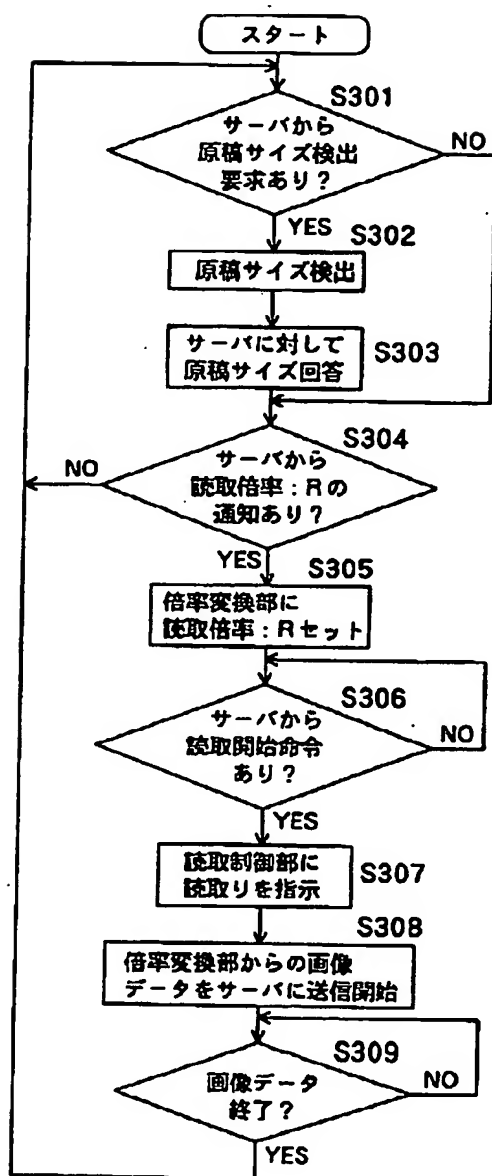 スタート
S301
サーバから
原稿サイズ検出
要求あり？
NO
YES
S302
原稿サイズ検出
サーバに対して
原稿サイズ回答
S303
S304
サーバから
読取倍率：Rの
通知あり？
NO
YES
S305
倍率変換部に
読取倍率：Rセット
S306
サーバから
読取開始命令
あり？
NO
YES
読取制御部に
読取りを指示
S307
S308
倍率変換部からの画像
データをサーバに送信開始
S309
画像データ
終了？
NO
YES